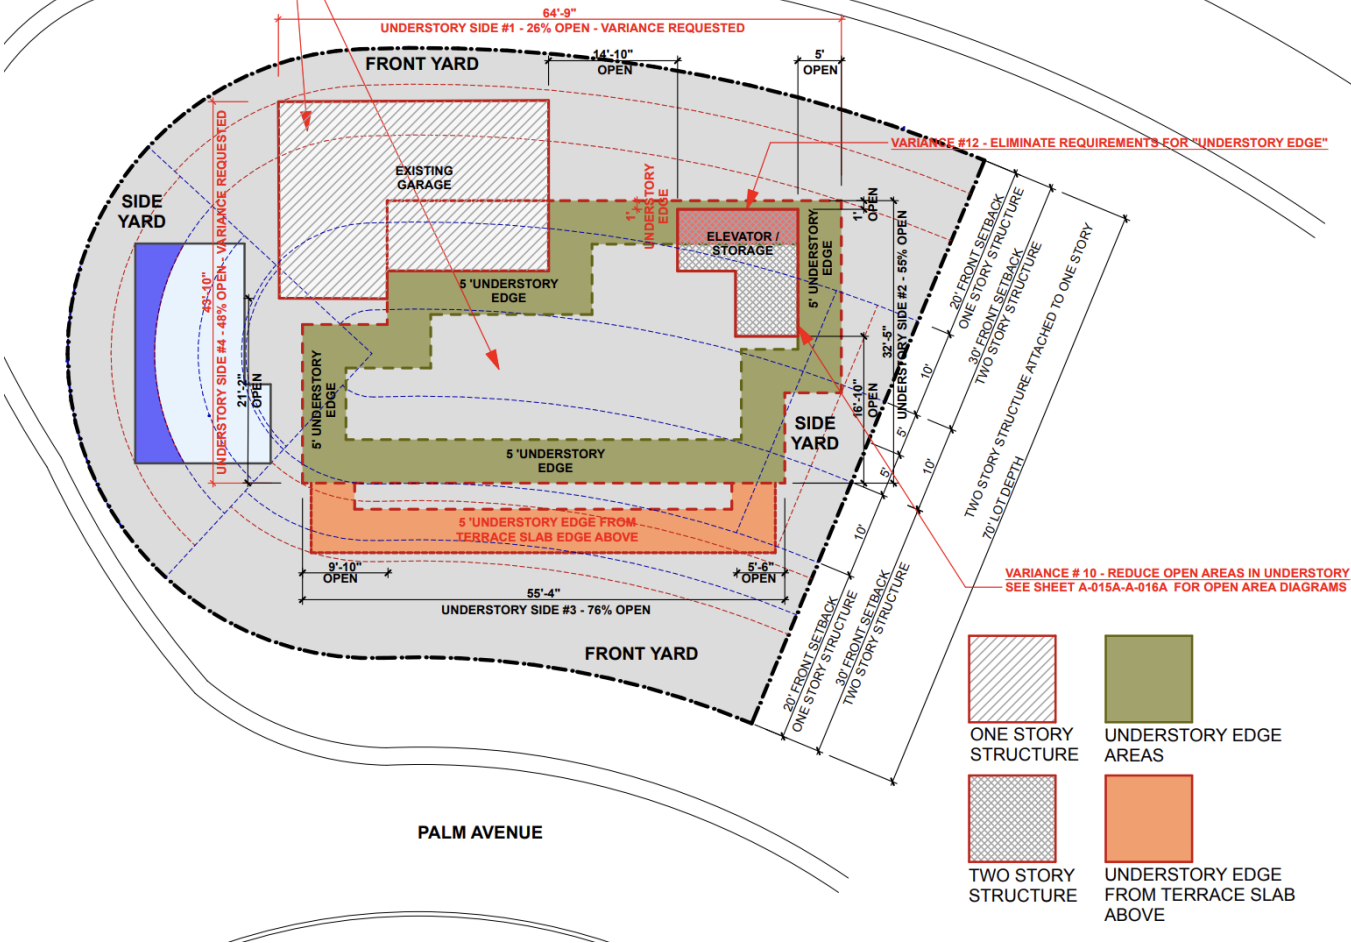 64'-9"
UNDERSTORY SIDE #1 - 26% OPEN - VARIANCE REQUESTED
14'-10"
OPEN
5'
OPEN
FRONT YARD
VARIANCE #12 - ELIMINATE REQUIREMENTS FOR "UNDERSTORY EDGE"
EXISTING
GARAGE
SIDE
YARD
43'-10"
UNDERSTORY SIDE #4 - 48% OPEN - VARIANCE REQUESTED
21'-2"
OPEN
1'
UNDERSTORY
EDGE
ELEVATOR /
STORAGE
5' UNDERSTORY
EDGE
1'
OPEN
32'-5"
UNDERSTORY SIDE #2 - 55% OPEN
16'-10"
OPEN
5 'UNDERSTORY
EDGE
5' UNDERSTORY
EDGE
5 'UNDERSTORY
EDGE
SIDE
YARD
20' FRONT SETBACK
ONE STORY STRUCTURE
30' FRONT SETBACK
TWO STORY STRUCTURE
TWO STORY STRUCTURE ATTACHED TO ONE STORY
70' LOT DEPTH
10'
5'
10'
5'
10'
20' FRONT SETBACK
ONE STORY STRUCTURE
30' FRONT SETBACK
TWO STORY STRUCTURE
5 'UNDERSTORY EDGE FROM
TERRACE SLAB EDGE ABOVE
9'-10"
OPEN
5'-6"
OPEN
55'-4"
UNDERSTORY SIDE #3 - 76% OPEN
VARIANCE # 10 - REDUCE OPEN AREAS IN UNDERSTORY
SEE SHEET A-015A-A-016A FOR OPEN AREA DIAGRAMS
FRONT YARD
ONE STORY
STRUCTURE
UNDERSTORY EDGE
AREAS
PALM AVENUE
TWO STORY
STRUCTURE
UNDERSTORY EDGE
FROM TERRACE SLAB
ABOVE